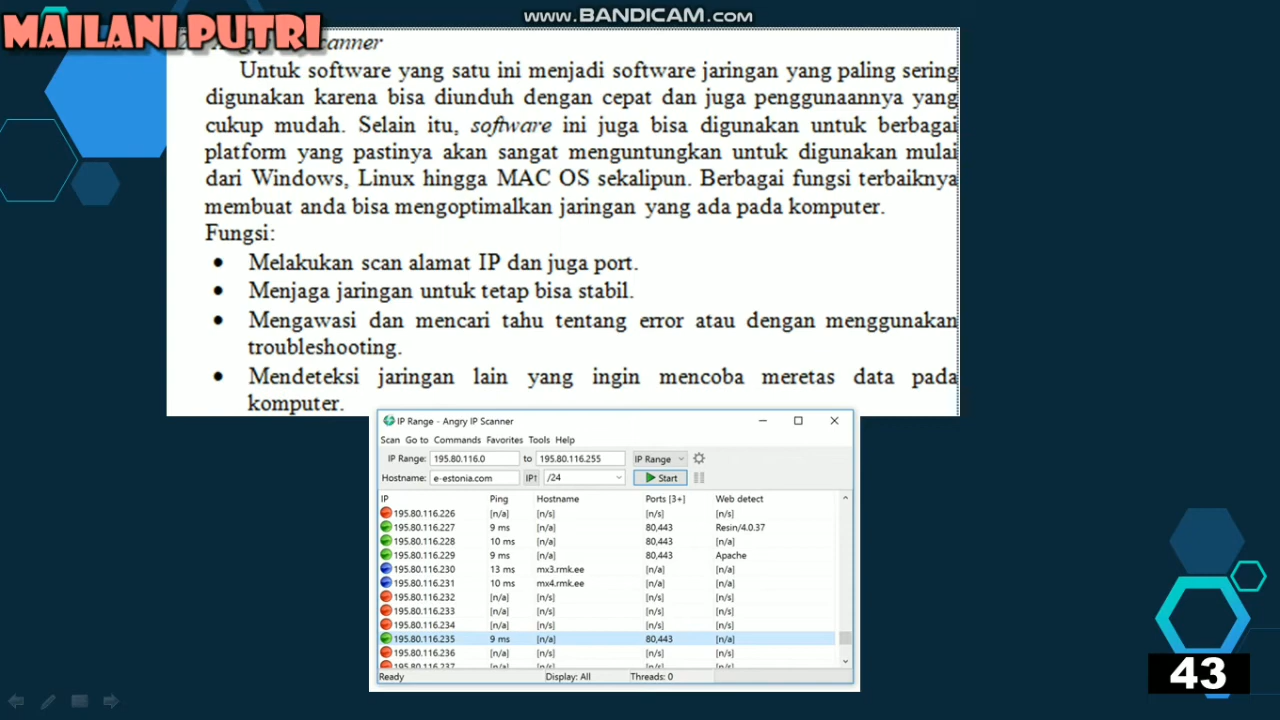 www.BANDICAM.com
MAILANI PUTRI
Untuk software yang satu ini menjadi software jaringan yang paling sering
digunakan karena bisa diunduh dengan cepat dan juga penggunaannya yang
cukup mudah. Selain itu, software ini juga bisa digunakan untuk berbagai
platform yang pastinya akan sangat menguntungkan untuk digunakan mulai
dari Windows, Linux hingga MAC OS sekalipun. Berbagai fungsi terbaiknya
membuat anda bisa mengoptimalkan jaringan yang ada pada komputer.
Fungsi:
• Melakukan scan alamat IP dan juga port.
• Menjaga jaringan untuk tetap bisa stabil.
• Mengawasi dan mencari tahu tentang error atau dengan menggunakan
troubleshooting.
• Mendeteksi jaringan lain yang ingin mencoba meretas data pada
komputer.
IP Range - Angry IP Scanner
Scan Go to Commands Favorites Tools Help
IP Range: 195.80.116.0 to 195.80.116.255 IP Range
Hostname: e-estonia.com IP↑ /24 Start
IP Ping Hostname Ports [3+] Web detect
195.80.116.226 [n/a] [n/s] [n/s] [n/s]
195.80.116.227 9 ms [n/a] 80,443 Resin/4.0.37
195.80.116.228 10 ms [n/a] 80,443 [n/a]
195.80.116.229 9 ms [n/a] 80,443 Apache
195.80.116.230 13 ms mx3.rmk.ee [n/a] [n/a]
195.80.116.231 10 ms mx4.rmk.ee [n/a] [n/a]
195.80.116.232 [n/a] [n/s] [n/s] [n/s]
195.80.116.233 [n/a] [n/s] [n/s] [n/s]
195.80.116.234 [n/a] [n/s] [n/s] [n/s]
195.80.116.235 9 ms [n/a] 80,443 [n/a]
195.80.116.236 [n/a] [n/s] [n/s] [n/s]
195.80.116.237 [n/a] [n/s] [n/s] [n/s]
Ready Display: All Threads: 0
43